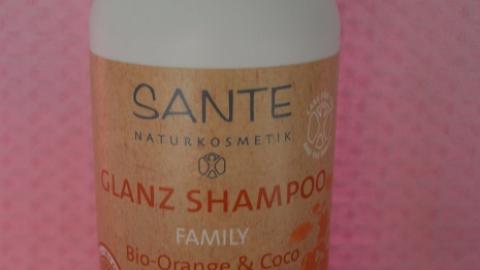 SANTE
NATURKOSMETIK
GLANZ SHAMPOO
FAMILY
Bio-Orange & Coco